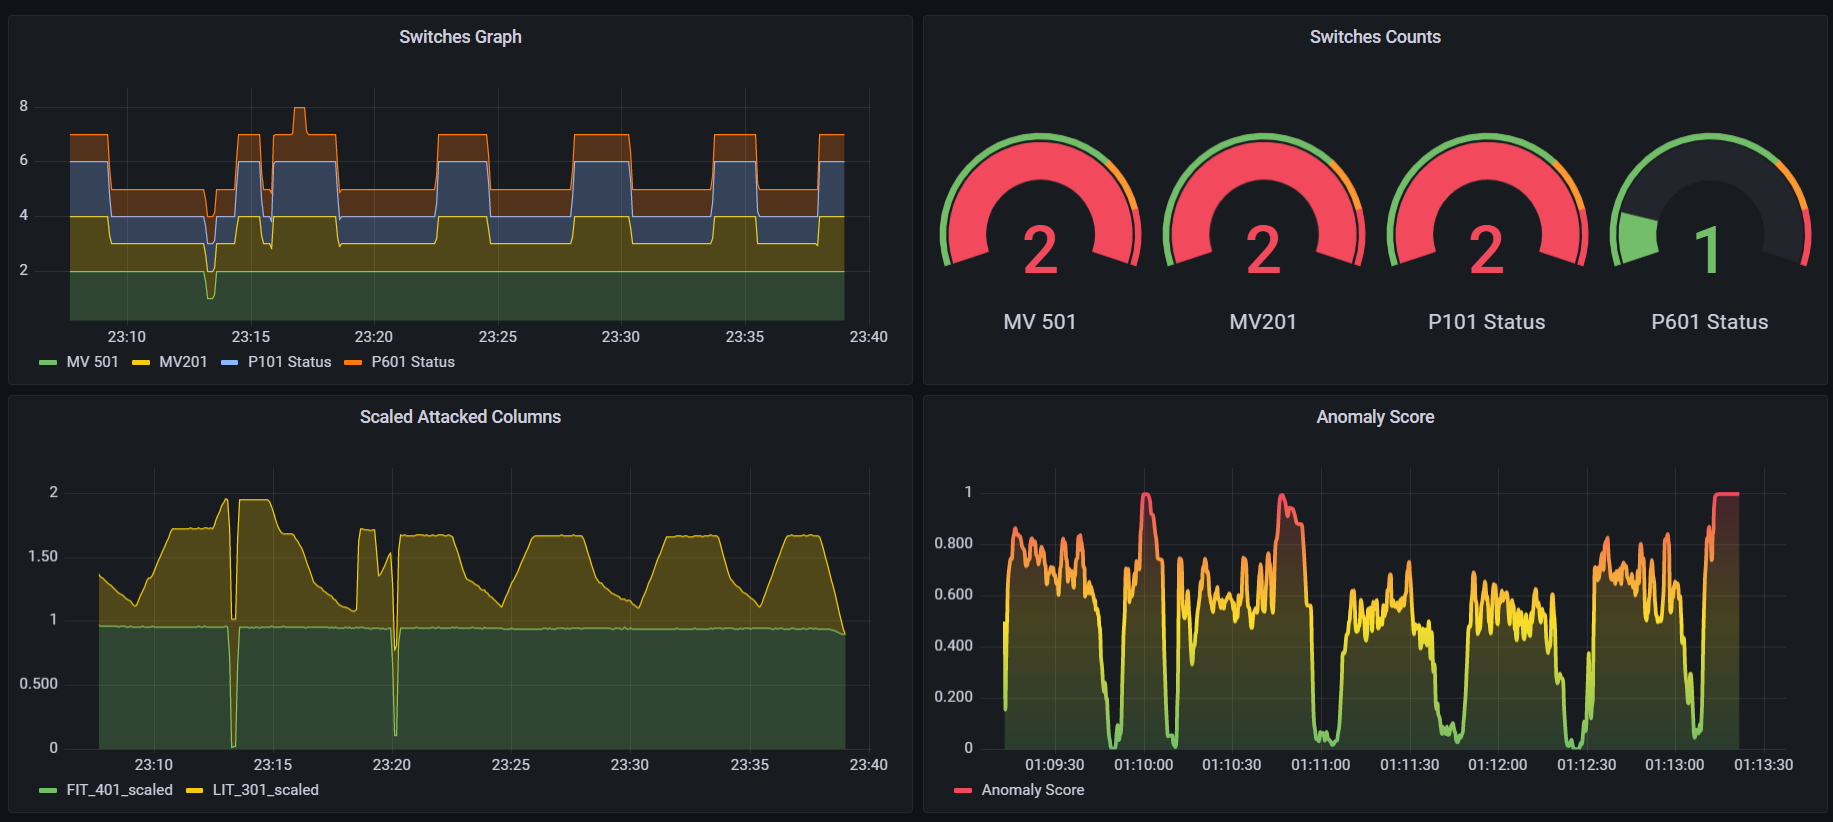 Switches Graph
8
6
4
2
23:10 23:15 23:20 23:25 23:30 23:35 23:40
MV 501 MV201 P101 Status P601 Status
Switches Counts
2 2 2 1
MV 501 MV201 P101 Status P601 Status
Scaled Attacked Columns
2
1.50
1
0.500
0
23:10 23:15 23:20 23:25 23:30 23:35 23:40
FIT_401_scaled LIT_301_scaled
Anomaly Score
1
0.800
0.600
0.400
0.200
0
01:09:30 01:10:00 01:10:30 01:11:00 01:11:30 01:12:00 01:12:30 01:13:00 01:13:30
Anomaly Score